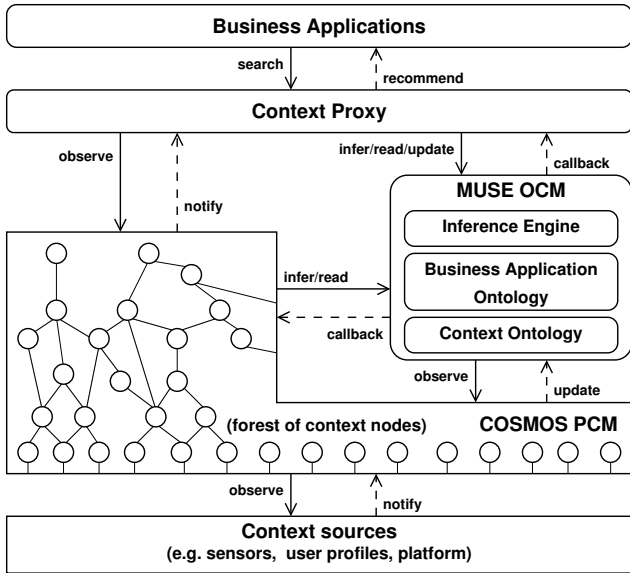 Business Applications
search
recommend
Context Proxy
observe
notify
infer/read/update
callback
MUSE OCM
Inference Engine
Business Application
Ontology
Context Ontology
infer/read
callback
observe
update
(forest of context nodes)
COSMOS PCM
observe
notify
Context sources
(e.g. sensors, user profiles, platform)